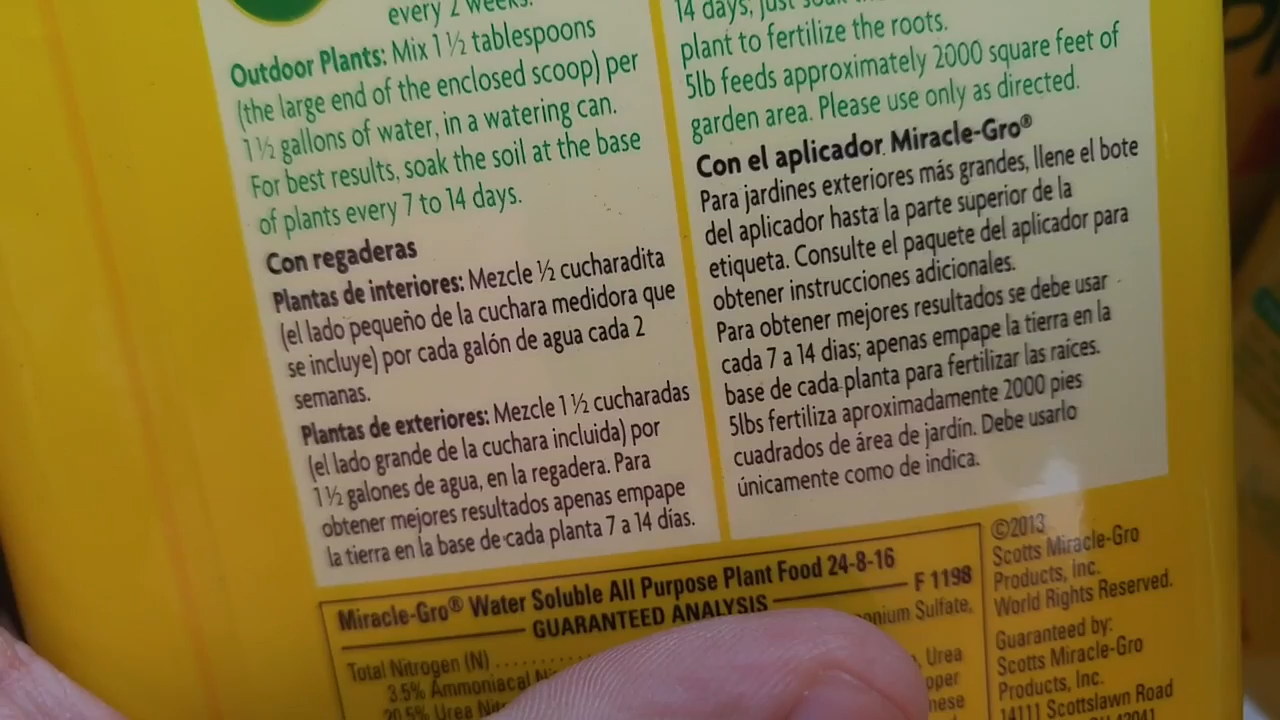 every 2 weeks.
Outdoor Plants: Mix 1 ½ tablespoons
(the large end of the enclosed scoop) per
1 ½ gallons of water, in a watering can.
For best results, soak the soil at the base
of plants every 7 to 14 days.
Con regaderas
Plantas de interiores: Mezcle ½ cucharadita
(el lado pequeño de la cuchara medidora que
se incluye) por cada galón de agua cada 2
semanas.
Plantas de exteriores: Mezcle 1 ½ cucharadas
(el lado grande de la cuchara incluida) por
1 ½ galones de agua, en la regadera. Para
obtener mejores resultados apenas empape
la tierra en la base de cada planta 7 a 14 días.
14 days; just soak
plant to fertilize the roots.
5lb feeds approximately 2000 square feet of
garden area. Please use only as directed.
Con el aplicador Miracle-Gro®
Para jardines exteriores más grandes, llene el bote
del aplicador hasta la parte superior de la
etiqueta. Consulte el paquete del aplicador para
obtener instrucciones adicionales.
Para obtener mejores resultados se debe usar
cada 7 a 14 dias; apenas empape la tierra en la
base de cada planta para fertilizar las raíces.
5lbs fertiliza aproximadamente 2000 pies
cuadrados de área de jardín. Debe usarlo
únicamente como de indica.
Miracle-Gro® Water Soluble All Purpose Plant Food 24-8-16
F 1198
GUARANTEED ANALYSIS
Total Nitrogen (N)
3.5% Ammoniacal
20.5% Urea
Sulfate,
Urea
©2013
Scotts Miracle-Gro
Products, Inc.
World Rights Reserved.
Guaranteed by:
Scotts Miracle-Gro
Products, Inc.
14111 Scottslawn Road